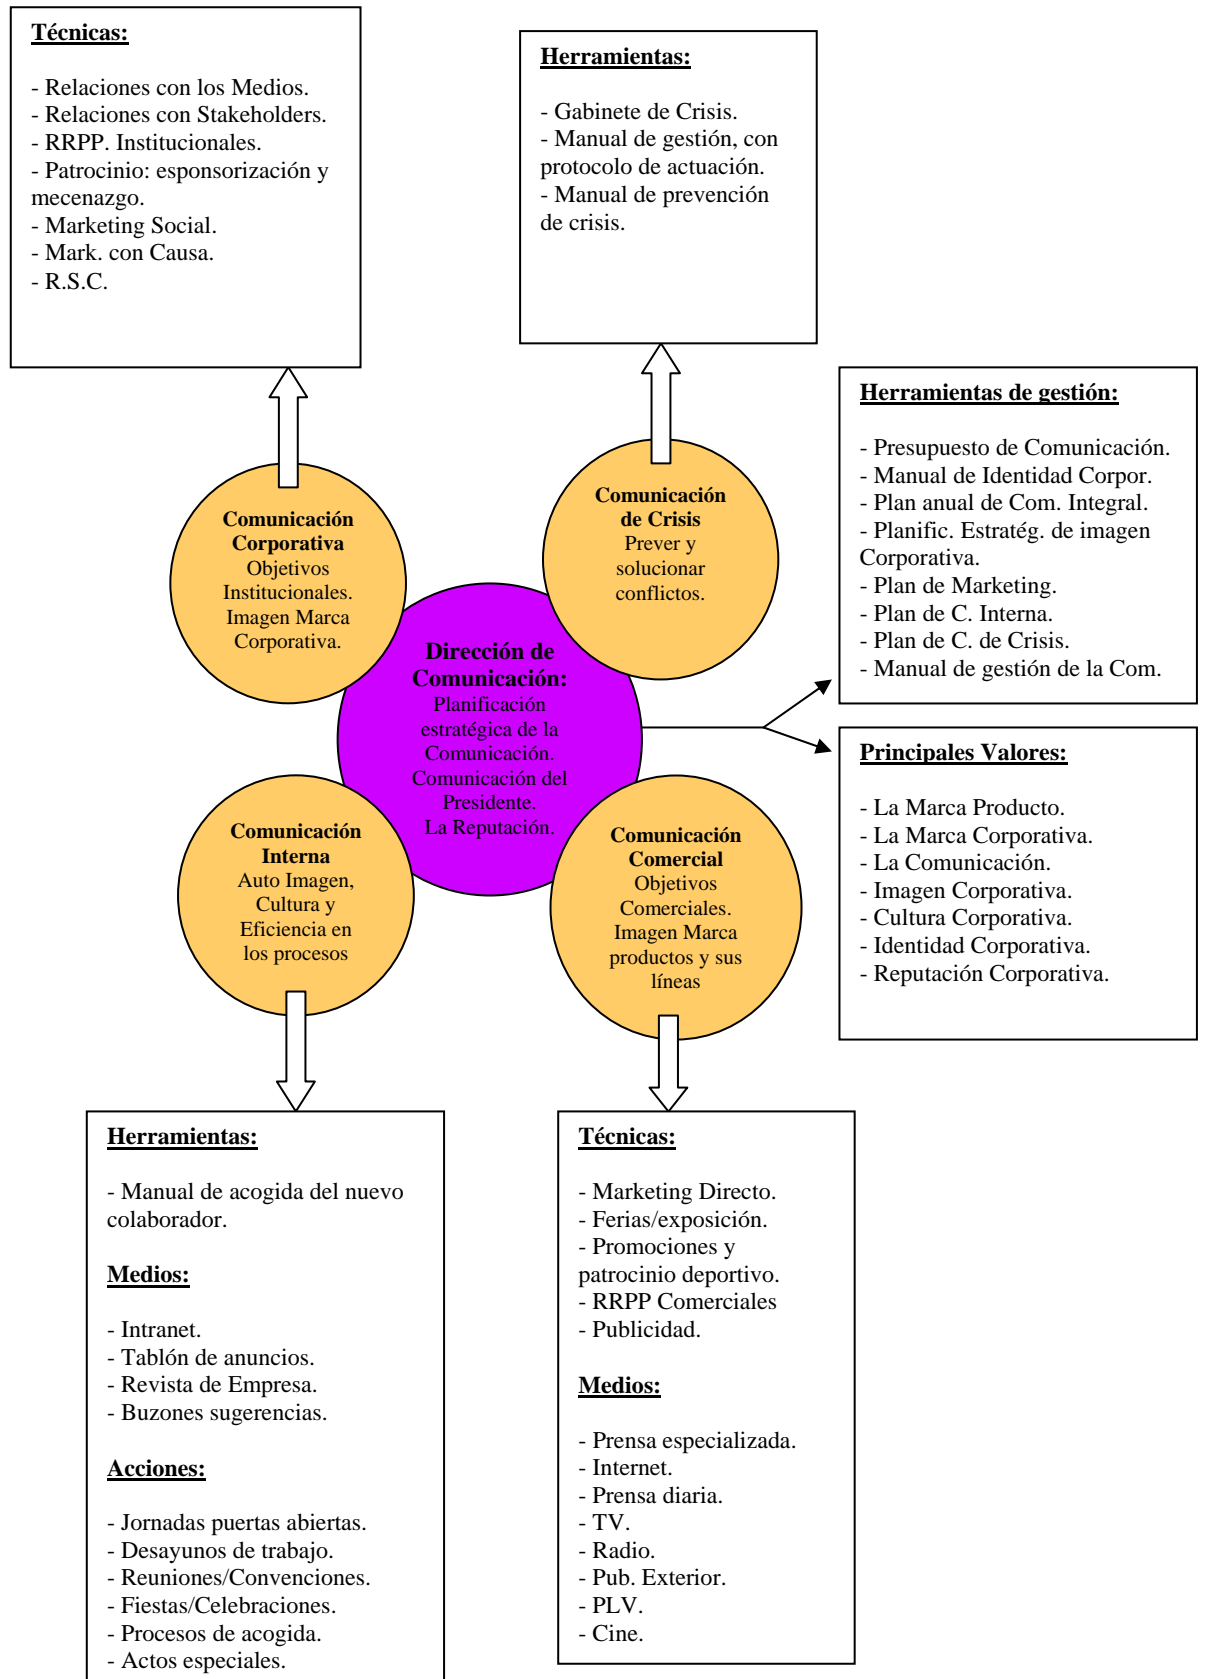 Técnicas:
- Relaciones con los Medios.
- Relaciones con Stakeholders.
- RRPP. Institucionales.
- Patrocinio: esponsorización y
mecenazgo.
- Marketing Social.
- Mark. con Causa.
- R.S.C.
Herramientas:
- Gabinete de Crisis.
- Manual de gestión, con
protocolo de actuación.
- Manual de prevención
de crisis.
Herramientas de gestión:
- Presupuesto de Comunicación.
- Manual de Identidad Corpor.
- Plan anual de Com. Integral.
- Planific. Estratég. de imagen
Corporativa.
- Plan de Marketing.
- Plan de C. Interna.
- Plan de C. de Crisis.
- Manual de gestión de la Com.
Comunicación
Corporativa
Objetivos
Institucionales.
Imagen Marca
Corporativa.
Comunicación
de Crisis
Prever y
solucionar
conflictos.
Dirección de
Comunicación:
Planificación
estratégica de la
Comunicación.
Comunicación del
Presidente.
La Reputación.
Principales Valores:
- La Marca Producto.
- La Marca Corporativa.
- La Comunicación.
- Imagen Corporativa.
- Cultura Corporativa.
- Identidad Corporativa.
- Reputación Corporativa.
Comunicación
Interna
Auto Imagen,
Cultura y
Eficiencia en
los procesos
Comunicación
Comercial
Objetivos
Comerciales.
Imagen Marca
productos y sus
líneas
Herramientas:
- Manual de acogida del nuevo
colaborador.
Medios:
- Intranet.
- Tablón de anuncios.
- Revista de Empresa.
- Buzones sugerencias.
Acciones:
- Jornadas puertas abiertas.
- Desayunos de trabajo.
- Reuniones/Convenciones.
- Fiestas/Celebraciones.
- Procesos de acogida.
- Actos especiales.
Técnicas:
- Marketing Directo.
- Ferias/exposición.
- Promociones y
patrocinio deportivo.
- RRPP Comerciales
- Publicidad.
Medios:
- Prensa especializada.
- Internet.
- Prensa diaria.
- TV.
- Radio.
- Pub. Exterior.
- PLV.
- Cine.